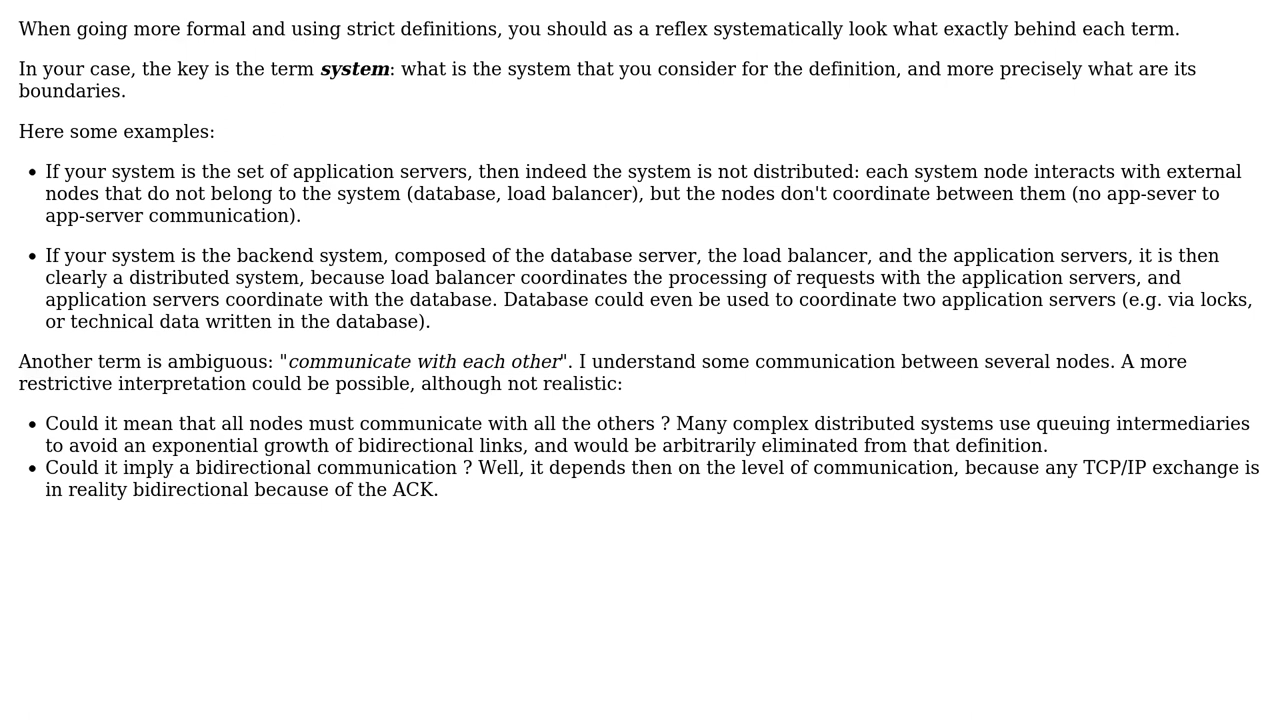 When going more formal and using strict definitions, you should as a reflex systematically look what exactly behind each term.
In your case, the key is the term system: what is the system that you consider for the definition, and more precisely what are its
boundaries.
Here some examples:
• If your system is the set of application servers, then indeed the system is not distributed: each system node interacts with external
nodes that do not belong to the system (database, load balancer), but the nodes don't coordinate between them (no app-sever to
app-server communication).
• If your system is the backend system, composed of the database server, the load balancer, and the application servers, it is then
clearly a distributed system, because load balancer coordinates the processing of requests with the application servers, and
application servers coordinate with the database. Database could even be used to coordinate two application servers (e.g. via locks,
or technical data written in the database).
Another term is ambiguous: "communicate with each other". I understand some communication between several nodes. A more
restrictive interpretation could be possible, although not realistic:
• Could it mean that all nodes must communicate with all the others ? Many complex distributed systems use queuing intermediaries
to avoid an exponential growth of bidirectional links, and would be arbitrarily eliminated from that definition.
• Could it imply a bidirectional communication ? Well, it depends then on the level of communication, because any TCP/IP exchange is
in reality bidirectional because of the ACK.